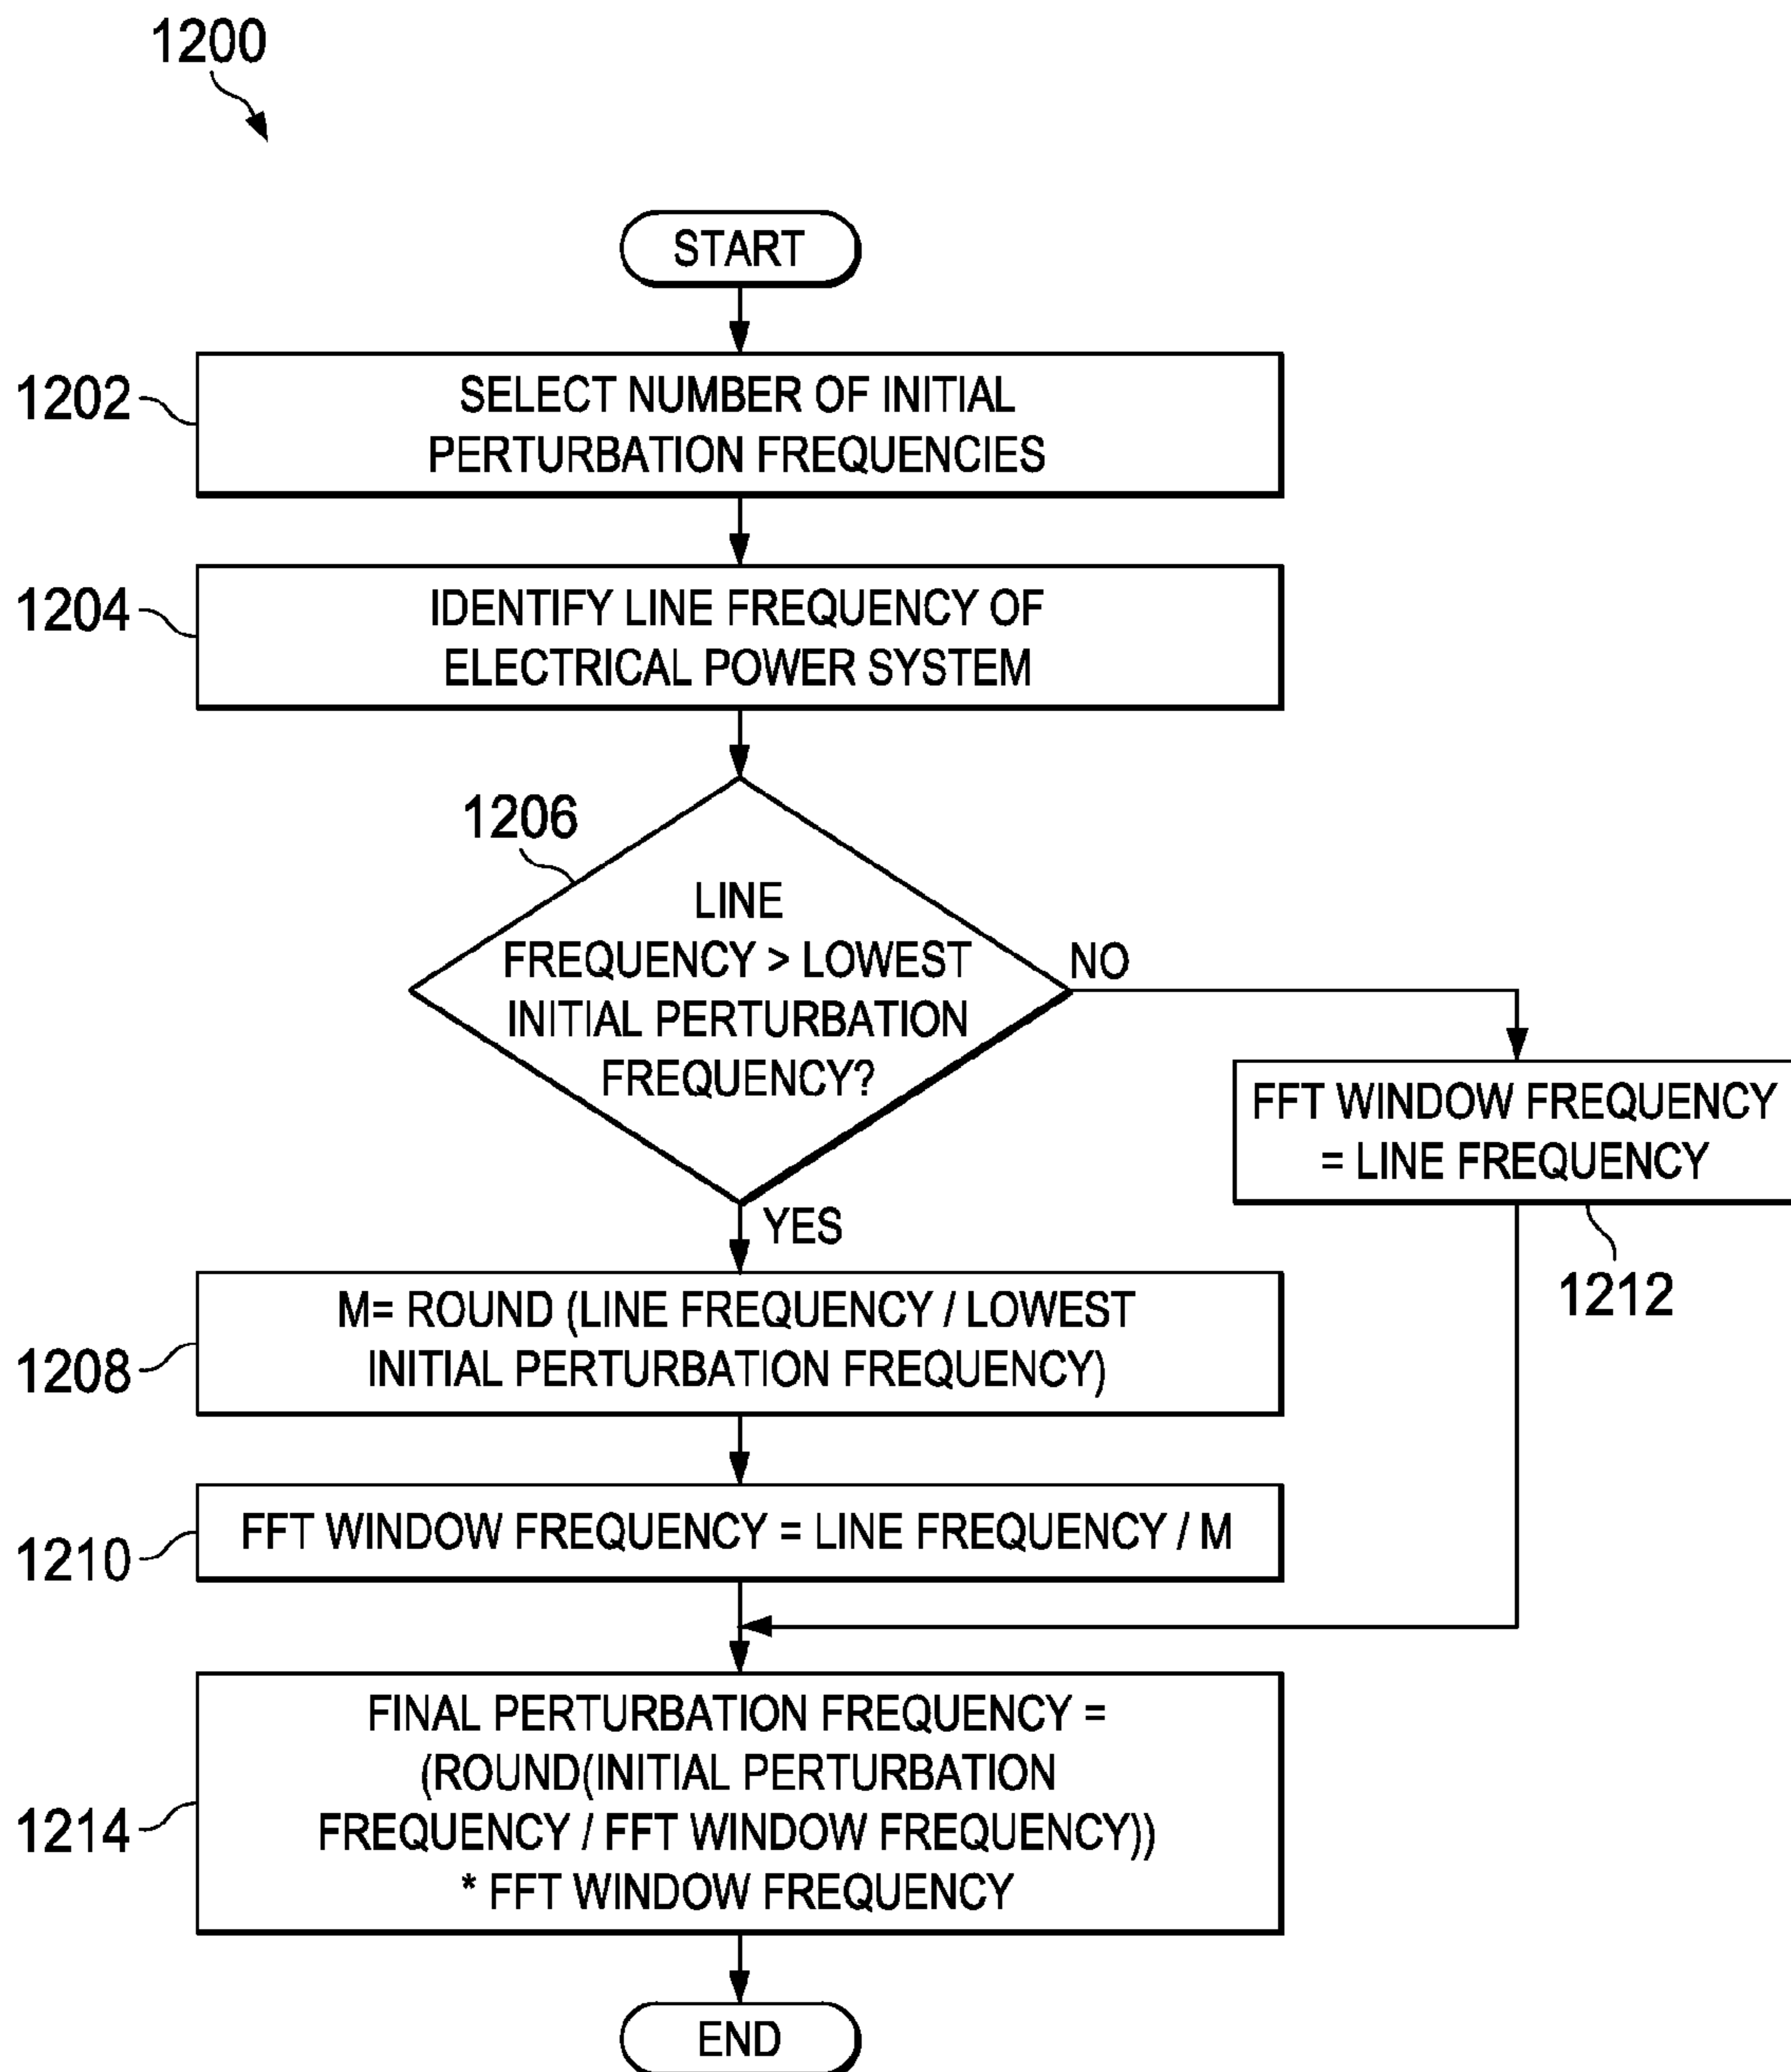 1200
START
1202
SELECT NUMBER OF INITIAL
PERTURBATION FREQUENCIES
1204
IDENTIFY LINE FREQUENCY OF
ELECTRICAL POWER SYSTEM
1206
LINE
FREQUENCY > LOWEST
INITIAL PERTURBATION
FREQUENCY?
NO
FFT WINDOW FREQUENCY
= LINE FREQUENCY
1212
YES
1208
M= ROUND (LINE FREQUENCY / LOWEST
INITIAL PERTURBATION FREQUENCY)
1210
FFT WINDOW FREQUENCY = LINE FREQUENCY / M
1214
FINAL PERTURBATION FREQUENCY =
(ROUND(INITIAL PERTURBATION
FREQUENCY / FFT WINDOW FREQUENCY))
* FFT WINDOW FREQUENCY
END